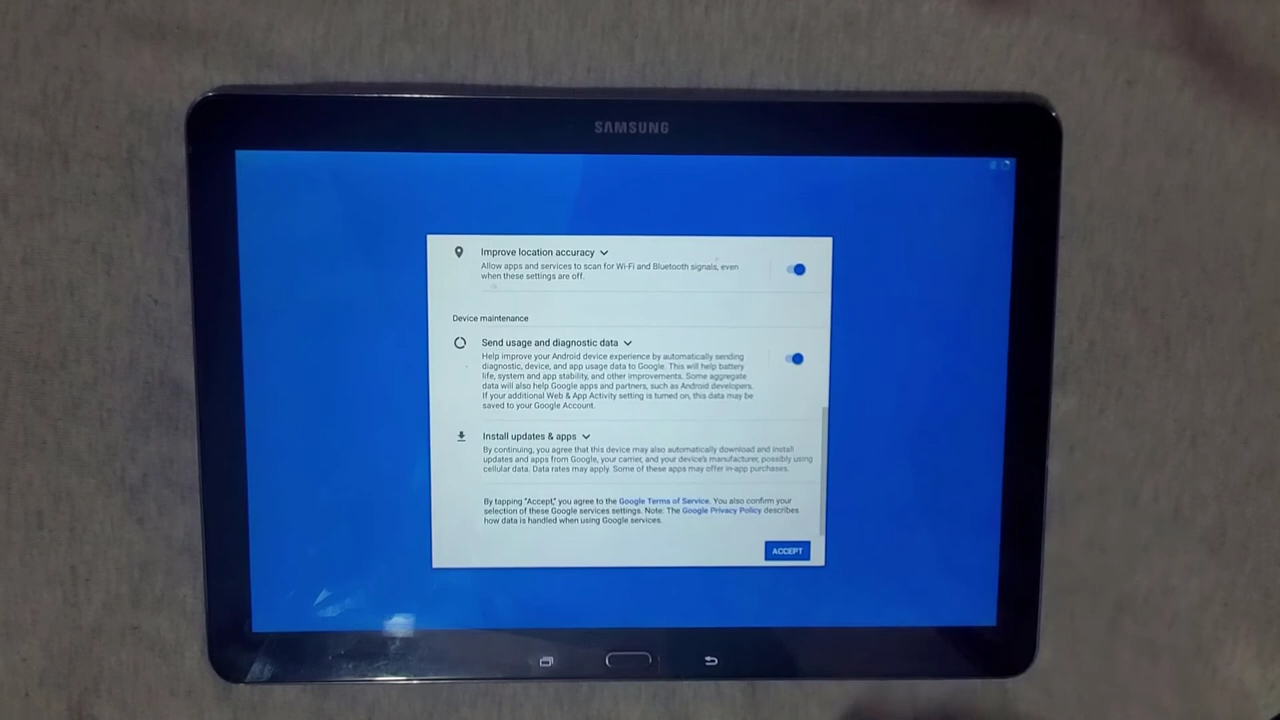 SAMSUNG
Improve location accuracy
Allow apps and services to scan for Wi-Fi and Bluetooth signals, even
when these settings are off.
Device maintenance
Send usage and diagnostic data
Help improve your Android device experience by automatically sending
diagnostic, device, and app usage data to Google. This will help battery
life, system and app stability, and other improvements. Some aggregate
data will also help Google apps and partners, such as Android developers.
If your additional Web & App Activity setting is turned on, this data may be
saved to your Google Account.
Install updates & apps
By continuing, you agree that this device may also automatically download and install
updates and apps from Google, your carrier, and your device's manufacturer, possibly using
cellular data. Data rates may apply. Some of these apps may offer in-app purchases.
By tapping "Accept," you agree to the Google Terms of Service. You also confirm your
selection of these Google services settings. Note: The Google Privacy Policy describes
how data is handled when using Google services.
ACCEPT